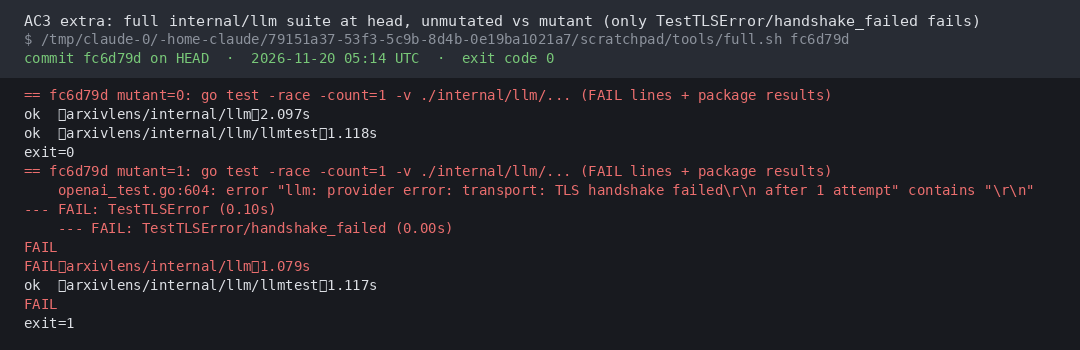 AC3 extra: full internal/llm suite at head, unmutated vs mutant (only TestTLSError/handshake_failed fails)
$ /tmp/claude-0/-home-claude/79151a37-53f3-5c9b-8d4b-0e19ba1021a7/scratchpad/tools/full.sh fc6d79d
commit fc6d79d on HEAD · 2026-11-20 05:14 UTC · exit code 0
== fc6d79d mutant=0: go test -race -count=1 -v ./internal/llm/... (FAIL lines + package results)
ok  □arxivlens/internal/llm□2.097s
ok  □arxivlens/internal/llm/llmtest□1.118s
exit=0
== fc6d79d mutant=1: go test -race -count=1 -v ./internal/llm/... (FAIL lines + package results)
    openai_test.go:604: error "llm: provider error: transport: TLS handshake failed\r\n after 1 attempt" contains "\r\n"
--- FAIL: TestTLSError (0.10s)
    --- FAIL: TestTLSError/handshake_failed (0.00s)
FAIL
FAIL□arxivlens/internal/llm□1.079s
ok  □arxivlens/internal/llm/llmtest□1.117s
FAIL
exit=1